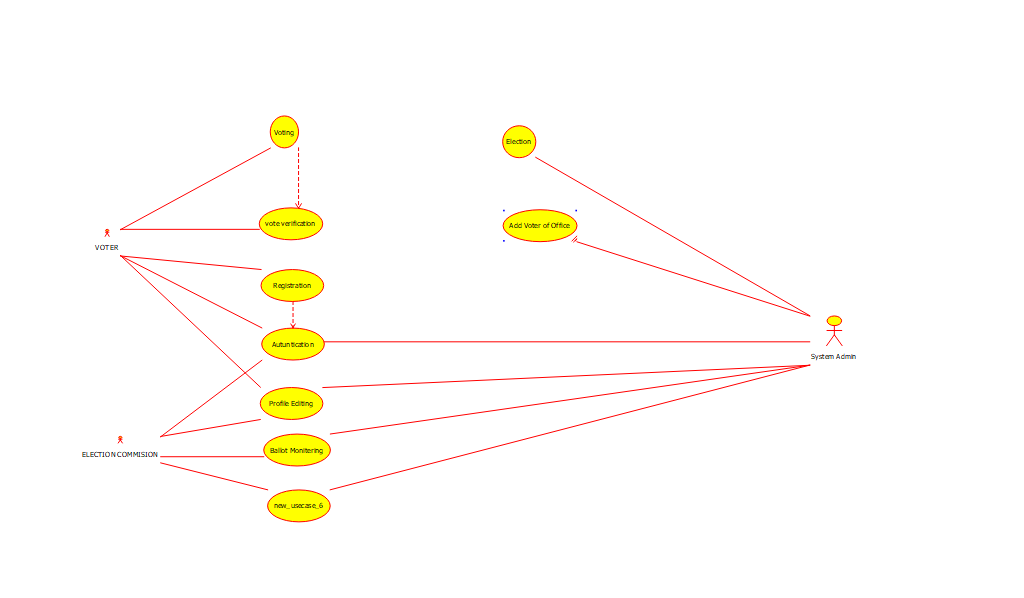 Voting
Election
vote verification
Add Voter of Office
VOTER
Registration
Autuntication
System Admin
Profile Editing
Ballot Monitering
ELECTION COMMISION
new_usecase_6